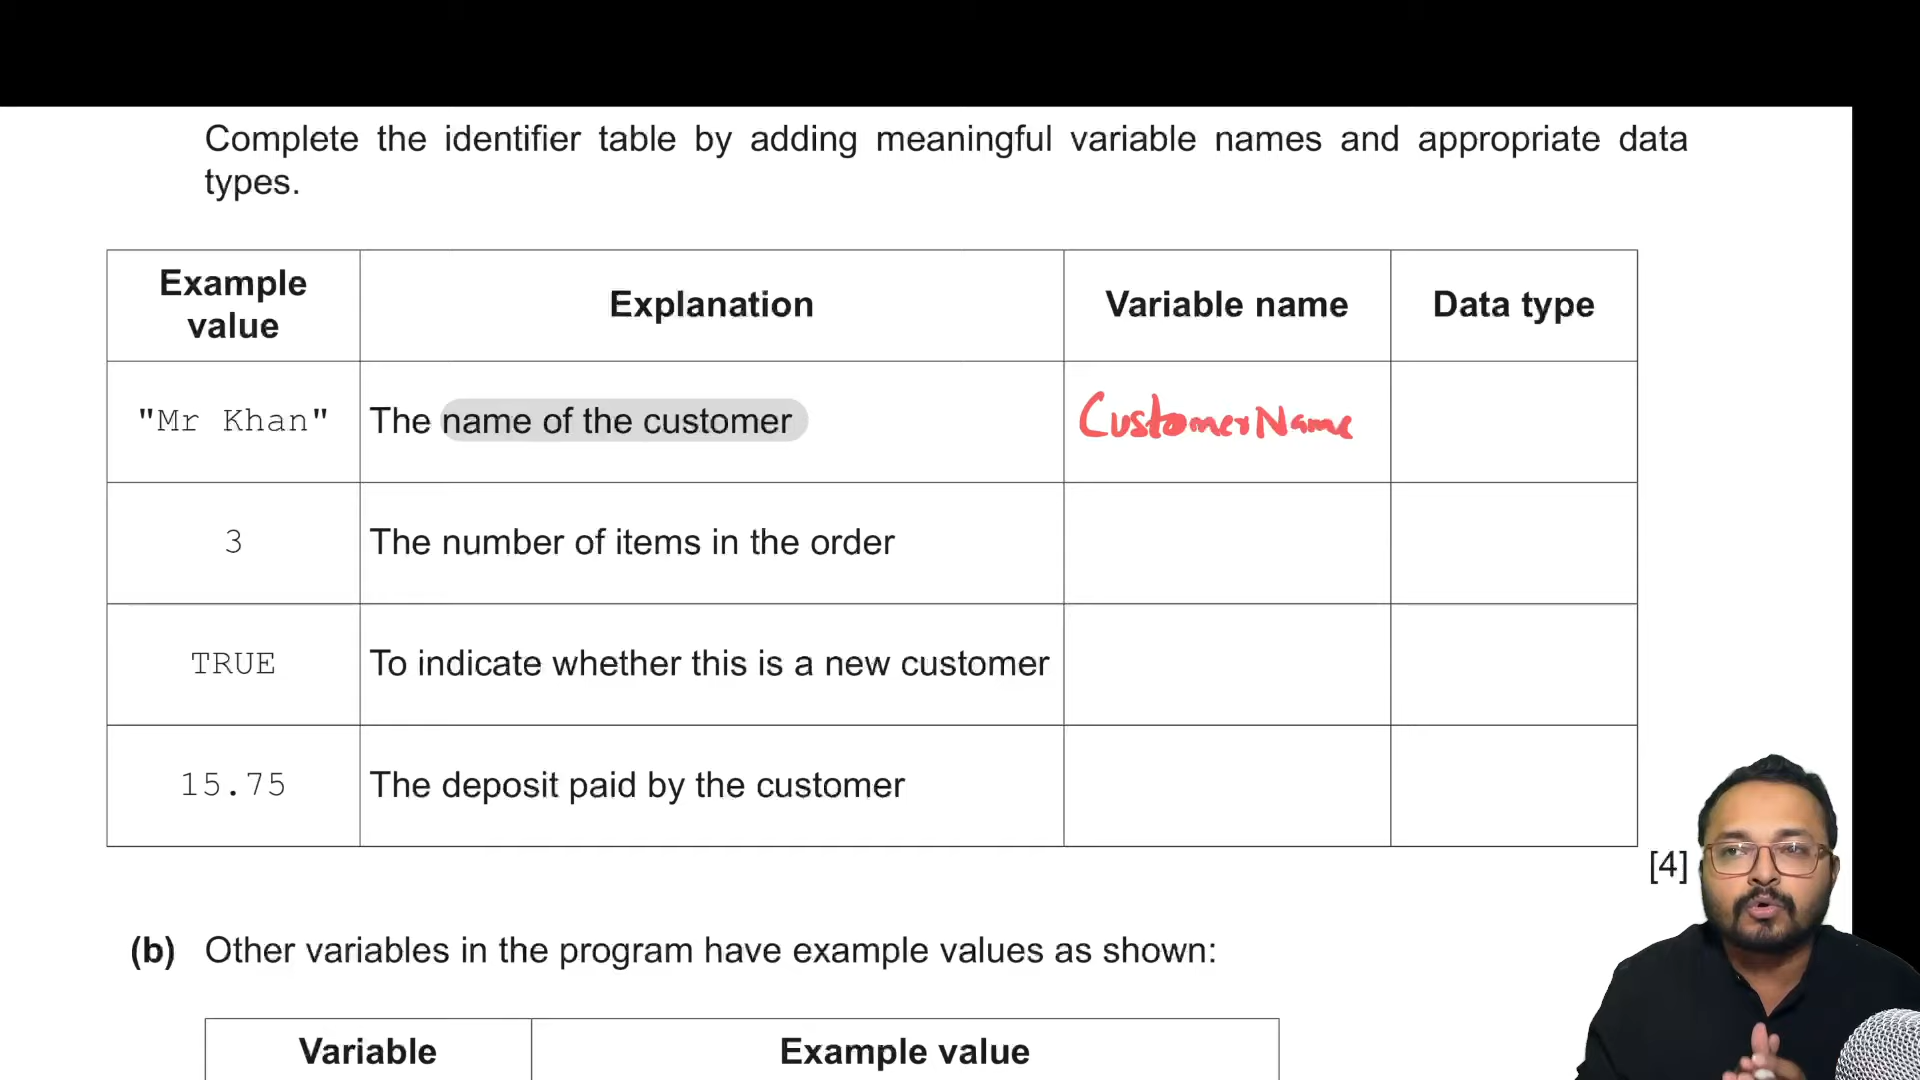 Complete the identifier table by adding meaningful variable names and appropriate data
types.
Example
value
Explanation
Variable name
Data type
"Mr Khan"
The name of the customer
CustomerName
3
The number of items in the order
TRUE
To indicate whether this is a new customer
15.75
The deposit paid by the customer
[4]
(b) Other variables in the program have example values as shown:
Variable
Example value